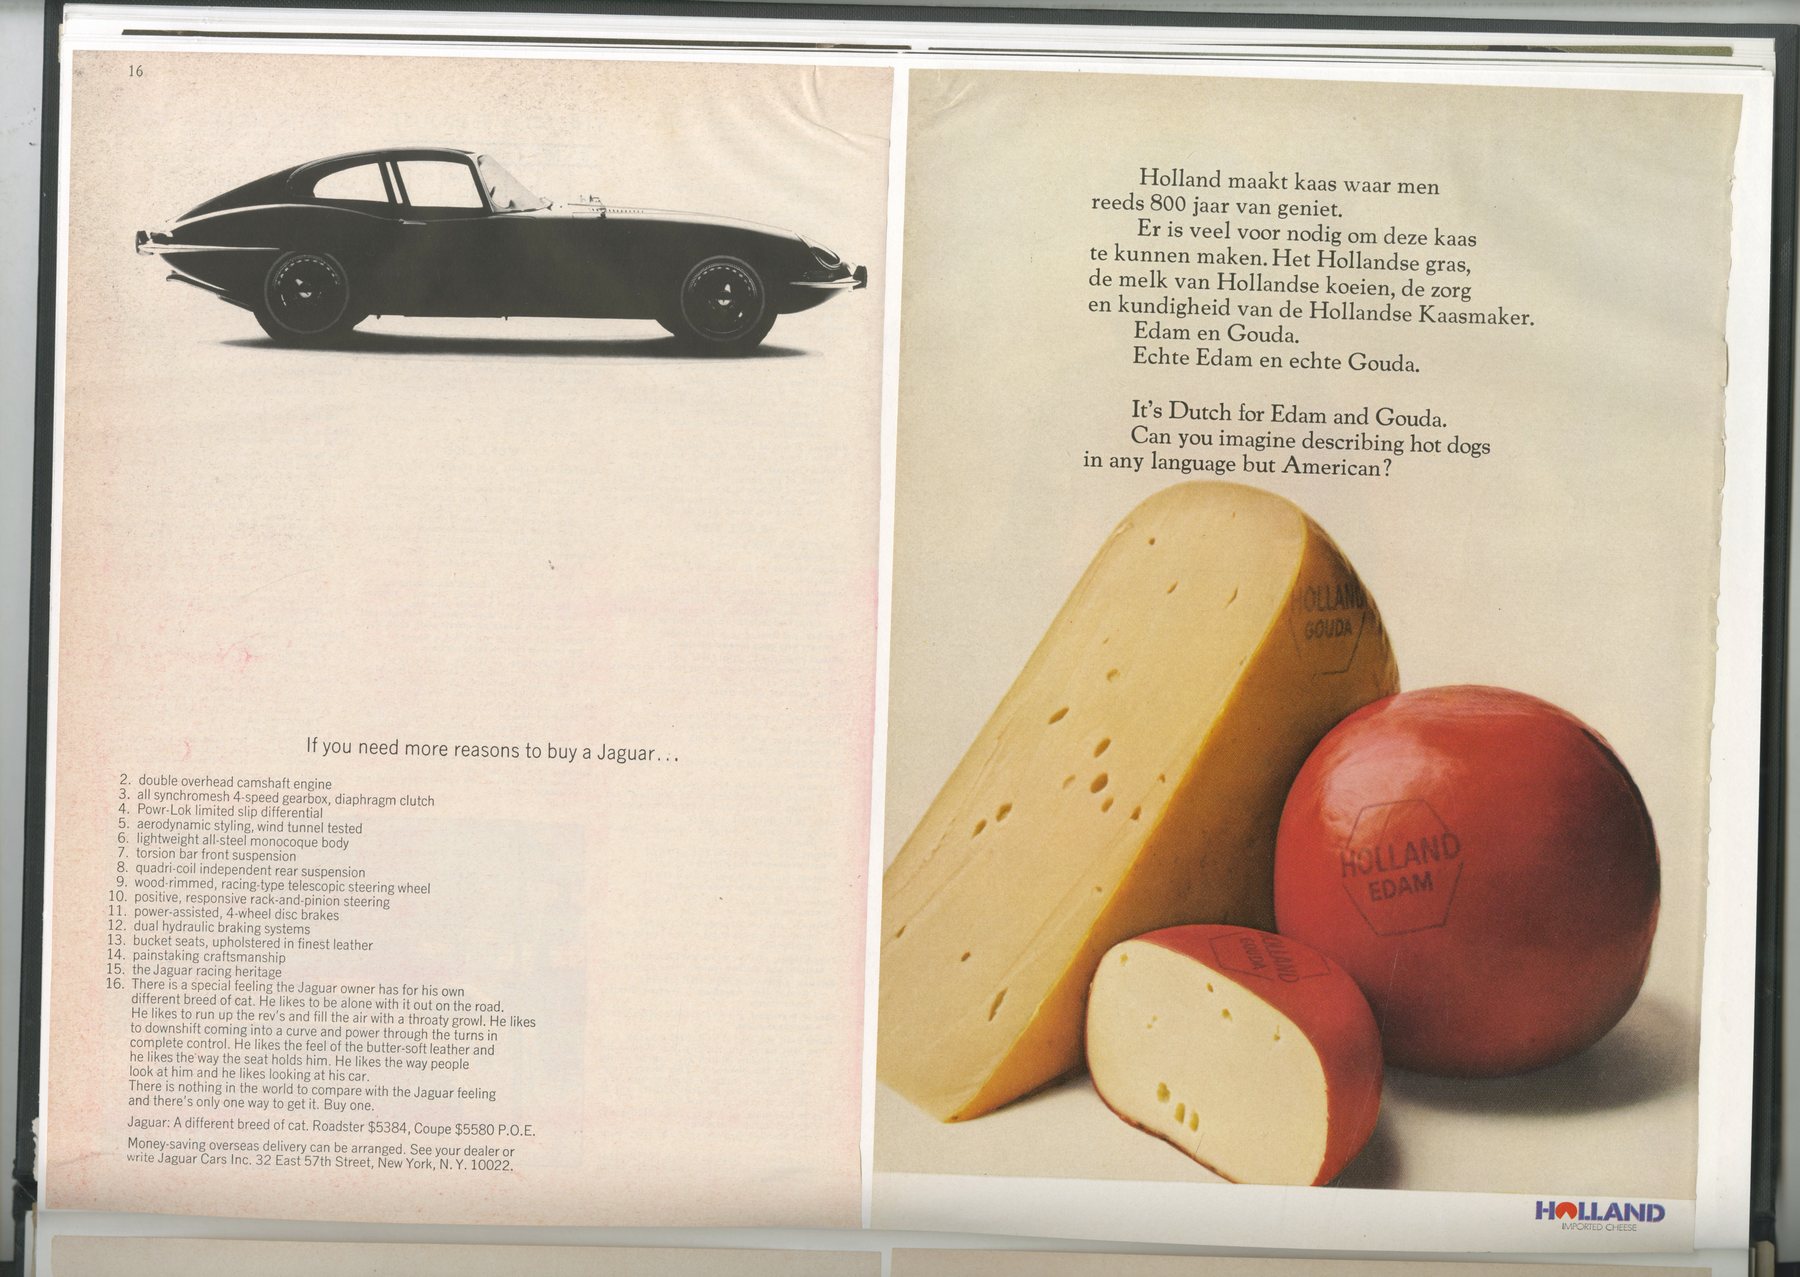 16
If you need more reasons to buy a Jaguar...
2. double overhead camshaft engine
3. all synchromesh 4-speed gearbox, diaphragm clutch
4. Powr-Lok limited slip differential
5. aerodynamic styling, wind tunnel tested
6. lightweight all-steel monocoque body
7. torsion bar front suspension
8. quadri-coil independent rear suspension
9. wood-rimmed, racing-type telescopic steering wheel
10. positive, responsive rack-and-pinion steering
11. power-assisted, 4-wheel disc brakes
12. dual hydraulic braking systems
13. bucket seats, upholstered in finest leather
14. painstaking craftsmanship
15. the Jaguar racing heritage
16. There is a special feeling the Jaguar owner has for his own
different breed of cat. He likes to be alone with it out on the road.
He likes to run up the rev's and fill the air with a throaty growl. He likes
to downshift coming into a curve and power through the turns in
complete control. He likes the feel of the butter-soft leather and
he likes the way the seat holds him. He likes the way people
look at him and he likes looking at his car.
There is nothing in the world to compare with the Jaguar feeling
and there's only one way to get it. Buy one.
Jaguar: A different breed of cat. Roadster $5384, Coupe $5580 P.O.E.
Money-saving overseas delivery can be arranged. See your dealer or
write Jaguar Cars Inc. 32 East 57th Street, New York, N.Y. 10022.
Holland maakt kaas waar men
reeds 800 jaar van geniet.
Er is veel voor nodig om deze kaas
te kunnen maken. Het Hollandse gras,
de melk van Hollandse koeien, de zorg
en kundigheid van de Hollandse Kaasmaker.
Edam en Gouda.
Echte Edam en echte Gouda.
It's Dutch for Edam and Gouda.
Can you imagine describing hot dogs
in any language but American?
HOLLAND
GOUDA
HOLLAND
EDAM
HOLLAND
GOUDA
HOLLAND
IMPORTED CHEESE